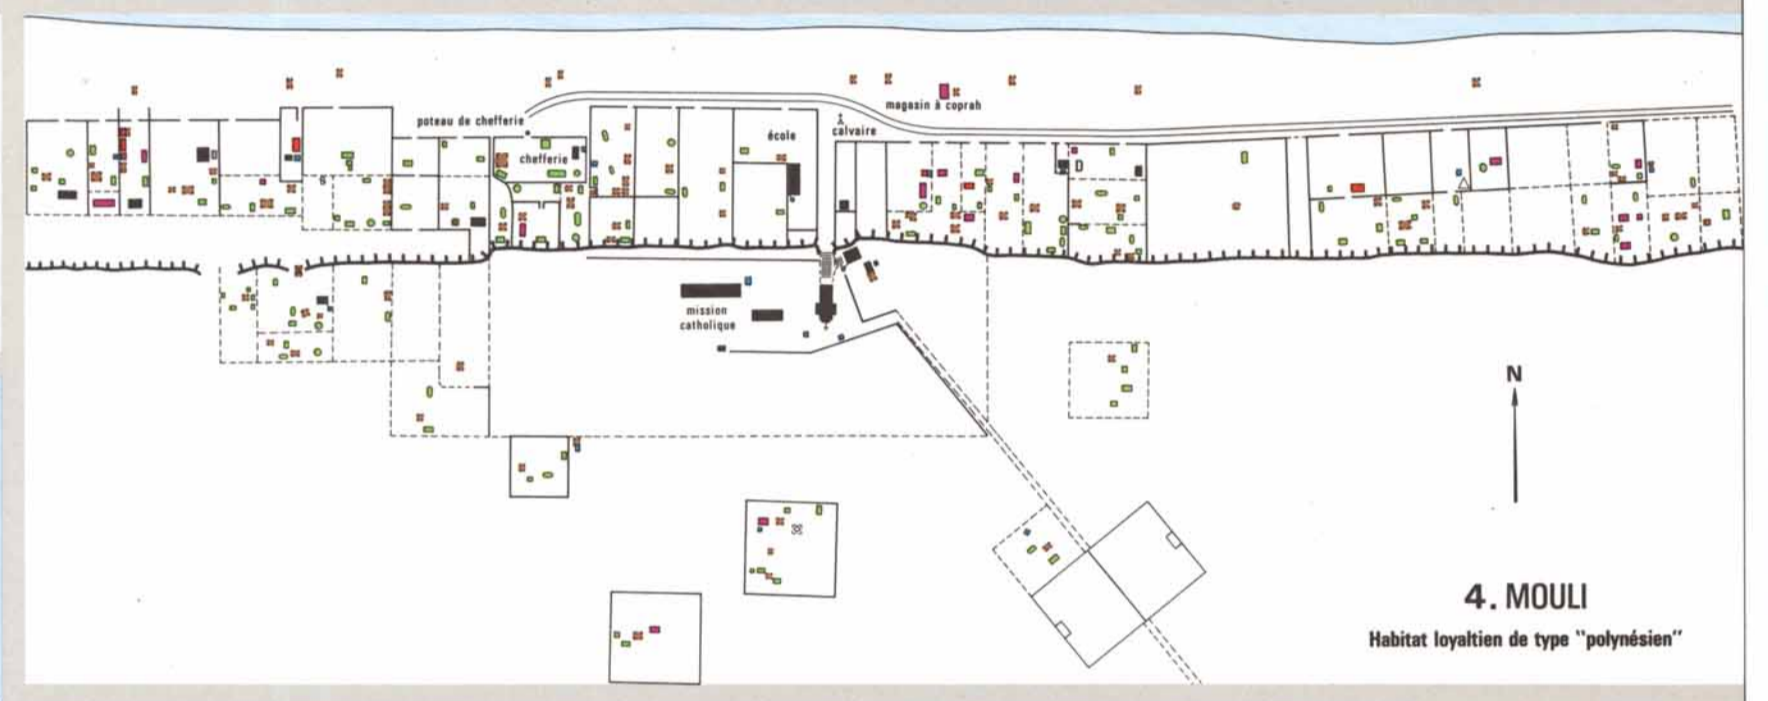 magasin à coprah
poteau de chefferie
calvaire
école
chefferie
D
S
mission
catholique
N
4. MOULI
Habitat loyaltien de type "polynésien"